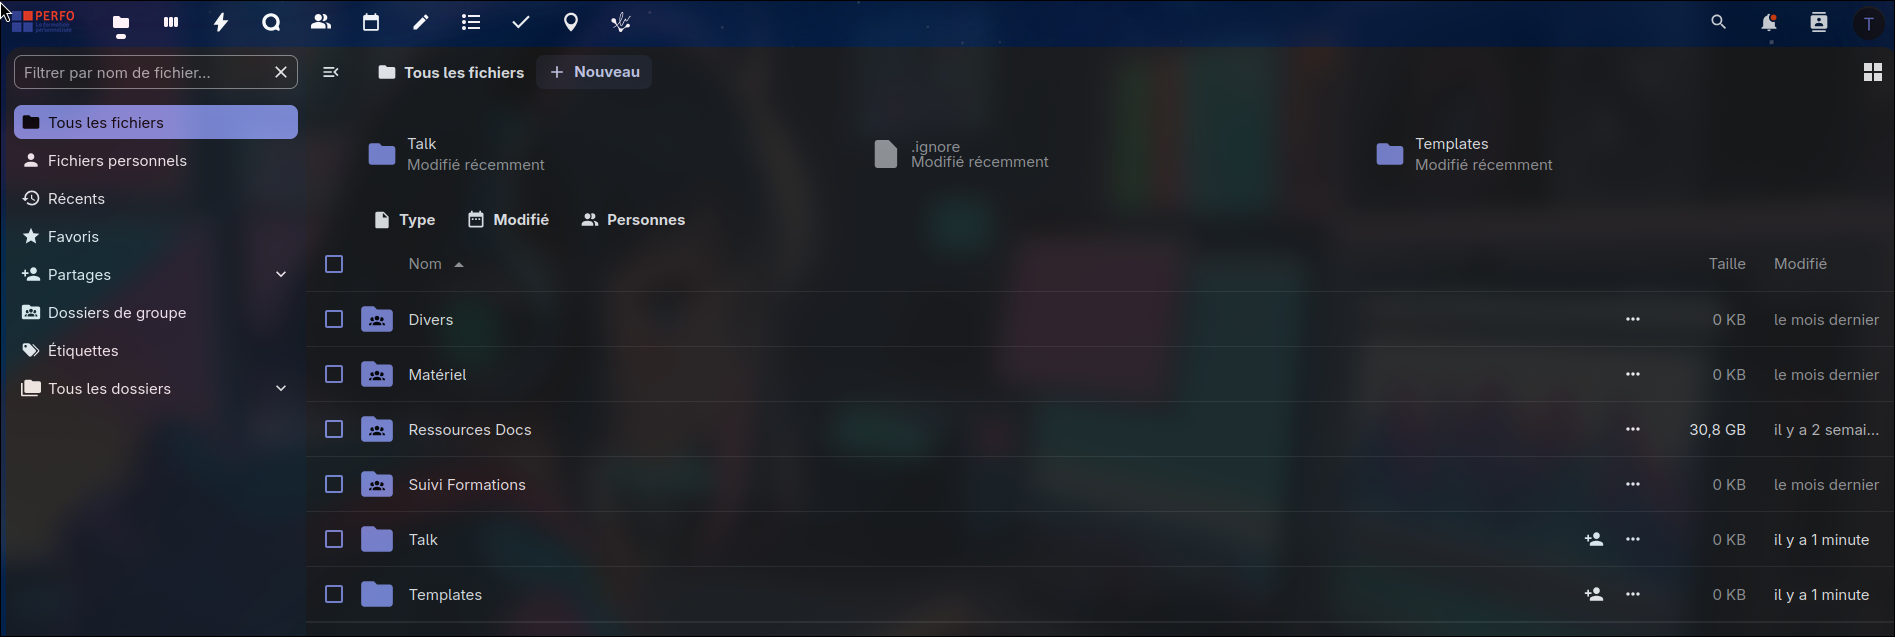 PERFO
Filtrer par nom de fichier...
Tous les fichiers
Nouveau
T
Tous les fichiers
Fichiers personnels
Récents
Favoris
Partages
Dossiers de groupe
Étiquettes
Tous les dossiers
Talk
Modifié récemment
.ignore
Modifié récemment
Templates
Modifié récemment
Type
Modifié
Personnes
Nom
Taille
Modifié
Divers
0 KB
le mois dernier
Matériel
0 KB
le mois dernier
Ressources Docs
30,8 GB
il y a 2 semai...
Suivi Formations
0 KB
le mois dernier
Talk
0 KB
il y a 1 minute
Templates
0 KB
il y a 1 minute